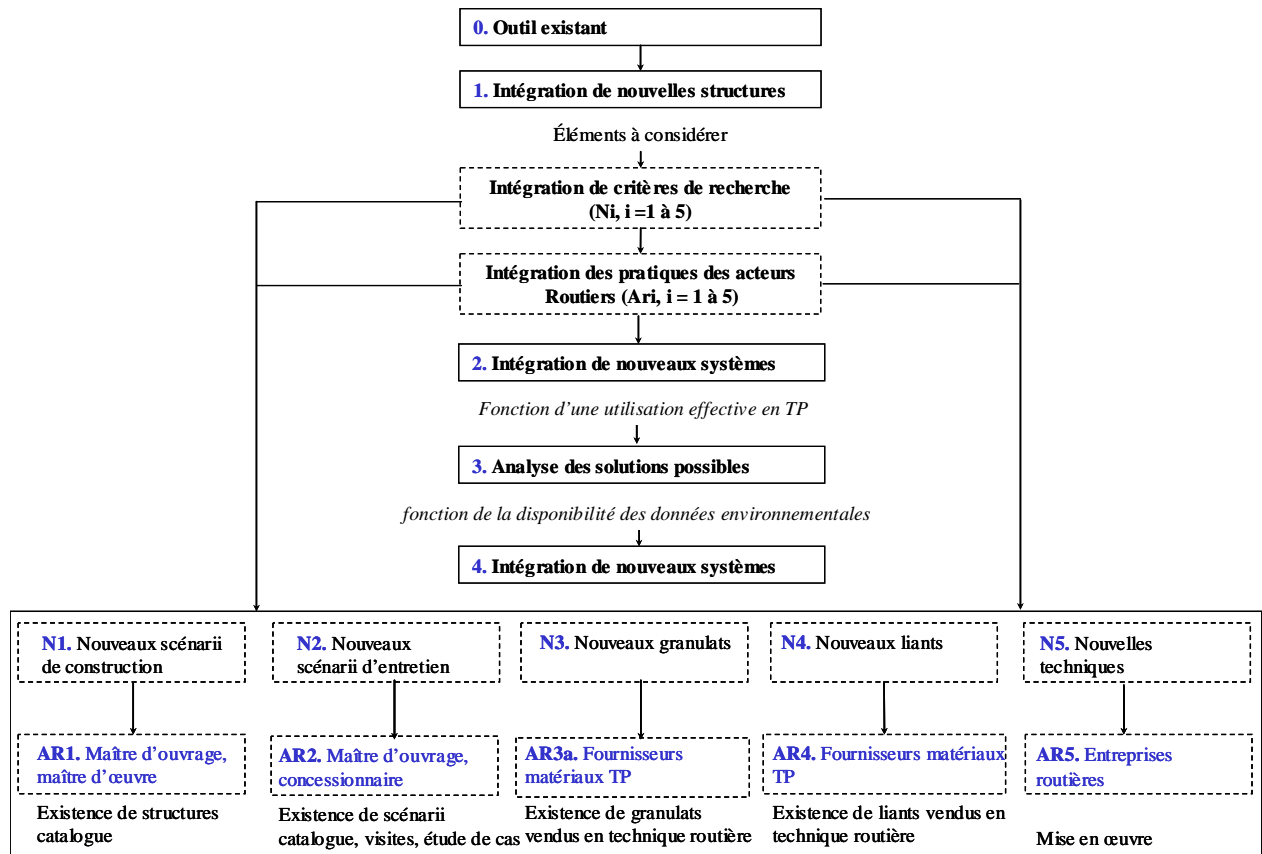 0. Outil existant
1. Intégration de nouvelles structures
Éléments à considérer
Intégration de critères de recherche
(Ni, i =1 à 5)
Intégration des pratiques des acteurs
Routiers (Ari, i = 1 à 5)
2. Intégration de nouveaux systèmes
Fonction d’une utilisation effective en TP
3. Analyse des solutions possibles
fonction de la disponibilité des données environnementales
4. Intégration de nouveaux systèmes
N1. Nouveaux scénarii
de construction
N2. Nouveaux
scénarii d’entretien
N3. Nouveaux granulats
N4. Nouveaux liants
N5. Nouvelles
techniques
AR1. Maître d’ouvrage,
maître d’œuvre
AR2. Maître d’ouvrage,
concessionnaire
AR3a. Fournisseurs
matériaux TP
AR4. Fournisseurs matériaux
TP
AR5. Entreprises
routières
Existence de structures
catalogue
Existence de scénarii
catalogue, visites, étude de cas
Existence de granulats
vendus en technique routière
Existence de liants vendus en
technique routière
Mise en œuvre